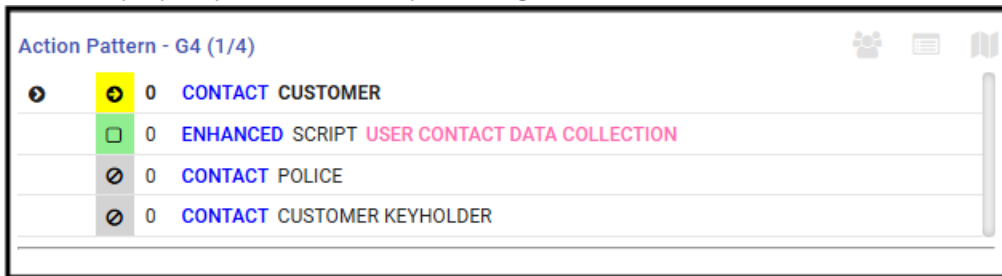 Action Pattern - G4 (1/4)
0 CONTACT CUSTOMER
0 ENHANCED SCRIPT USER CONTACT DATA COLLECTION
0 CONTACT POLICE
0 CONTACT CUSTOMER KEYHOLDER